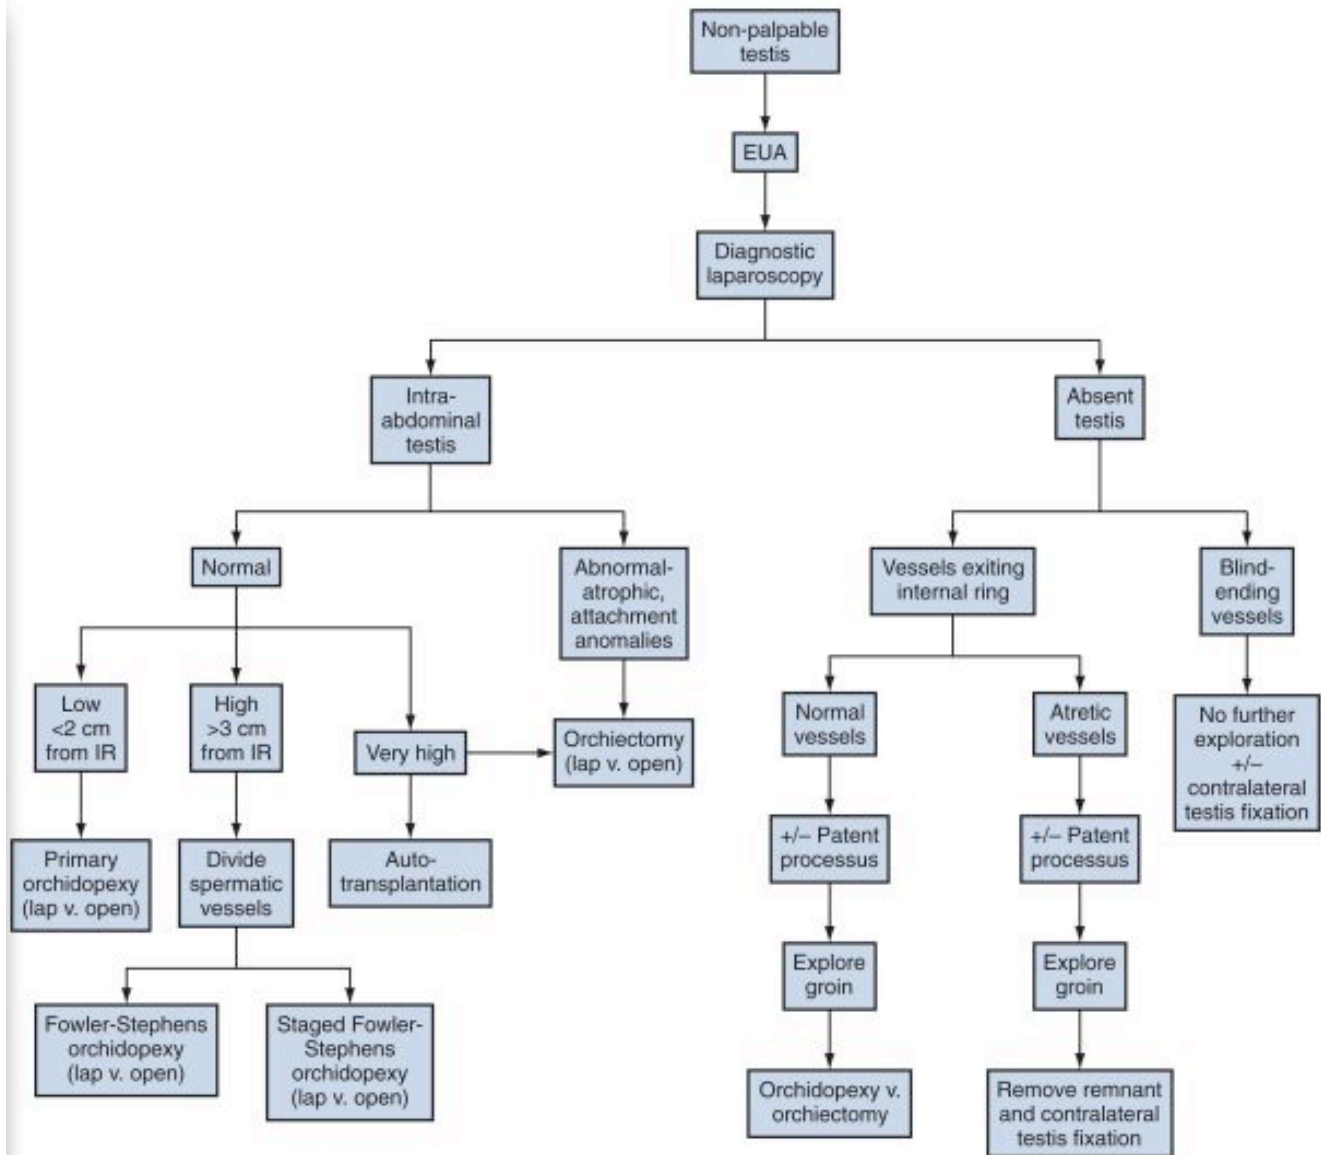 Non-palpable
testis
EUA
Diagnostic
laparoscopy
Intra-
abdominal
testis
Absent
testis
Normal
Abnormal-
atrophic,
attachment
anomalies
Vessels exiting
internal ring
Blind-
ending
vessels
Low
<2 cm
from IR
High
>3 cm
from IR
Very high
Orchiectomy
(lap v. open)
Normal
vessels
Atretic
vessels
No further
exploration
+/–
contralateral
testis fixation
Primary
orchidopexy
(lap v. open)
Divide
spermatic
vessels
Auto-
transplantation
+/– Patent
processus
+/– Patent
processus
Explore
groin
Explore
groin
Fowler-Stephens
orchidopexy
(lap v. open)
Staged Fowler-
Stephens
orchidopexy
(lap v. open)
Orchidopexy v.
orchiectomy
Remove remnant
and contralateral
testis fixation